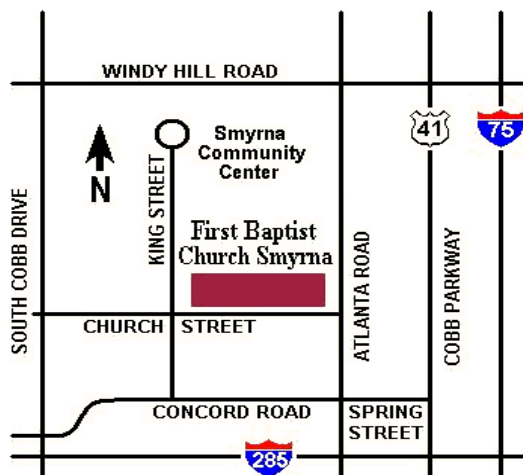 WINDY HILL ROAD
41
75
Smyrna
Community
Center
N
SOUTH COBB DRIVE
KING STREET
First Baptist
Church Smyrna
ATLANTA ROAD
COBB PARKWAY
CHURCH STREET
CONCORD ROAD
SPRING
STREET
285